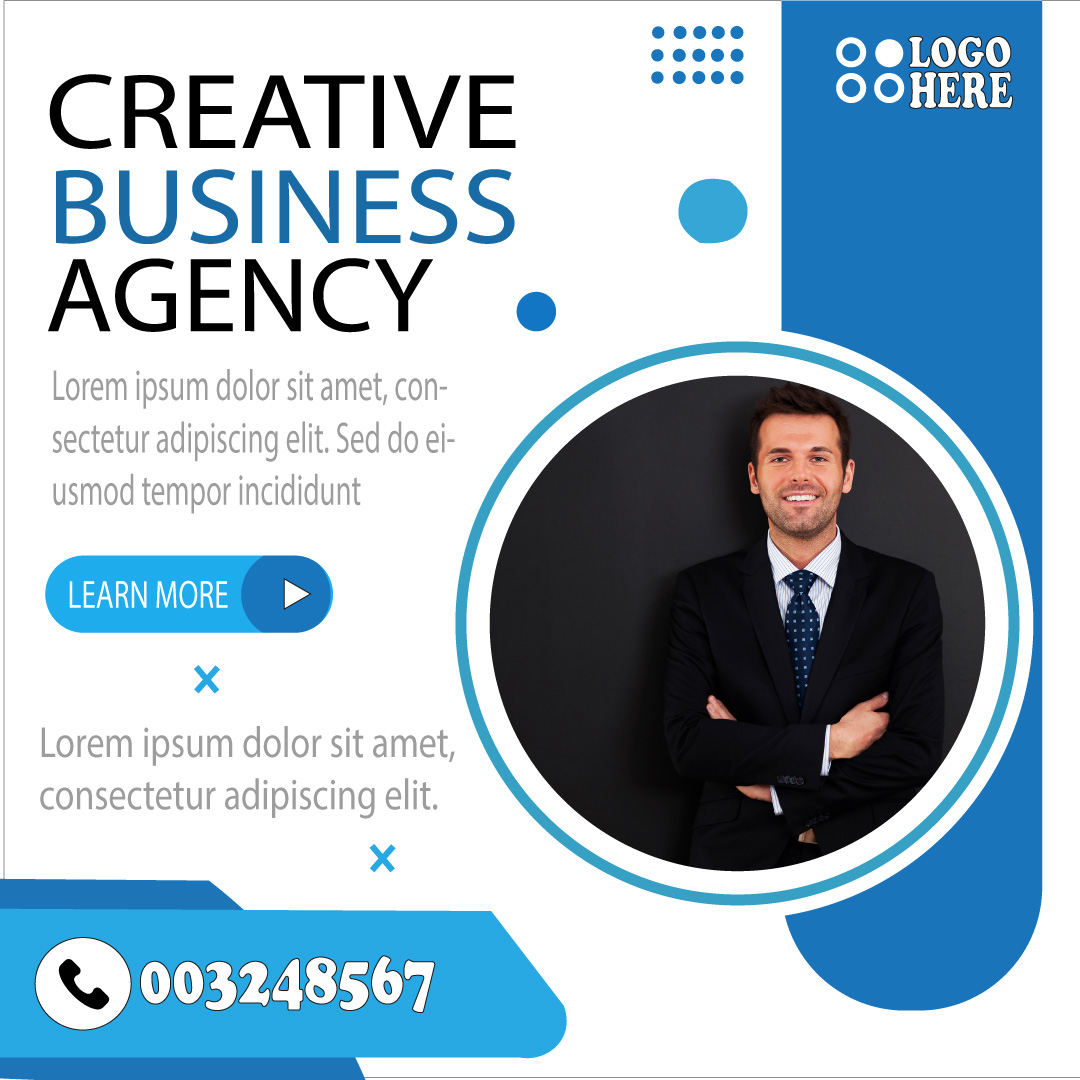 LOGO
HERE
CREATIVE
BUSINESS
AGENCY
Lorem ipsum dolor sit amet, con-
sectetur adipiscing elit. Sed do ei-
usmod tempor incididunt
LEARN MORE
Lorem ipsum dolor sit amet,
consectetur adipiscing elit.
003248567